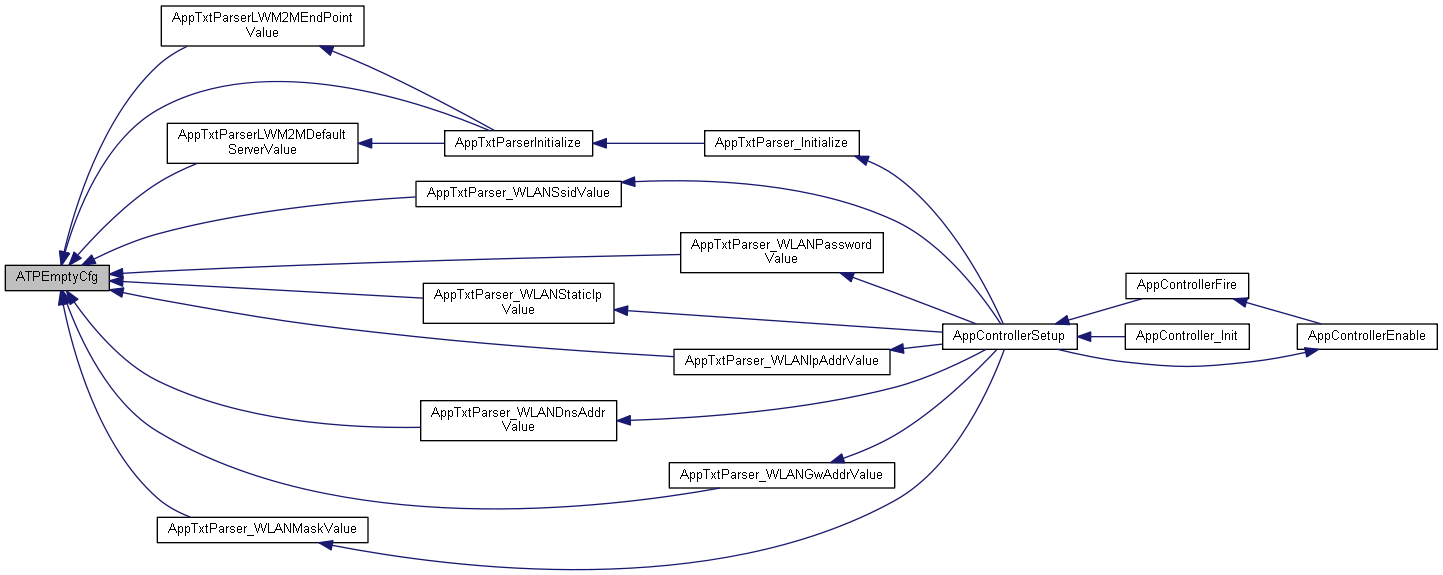 AppTxtParserLWM2MEndPoint
Value
AppTxtParserLWM2MDefault
ServerValue
AppTxtParserInitialize
AppTxtParser_Initialize
AppTxtParser_WLANSsidValue
AppTxtParser_WLANPassword
Value
ATPEmptyCfg
AppTxtParser_WLANStaticIp
Value
AppControllerFire
AppControllerSetup
AppController_Init
AppControllerEnable
AppTxtParser_WLANIpAddrValue
AppTxtParser_WLANDnsAddr
Value
AppTxtParser_WLANGwAddrValue
AppTxtParser_WLANMaskValue